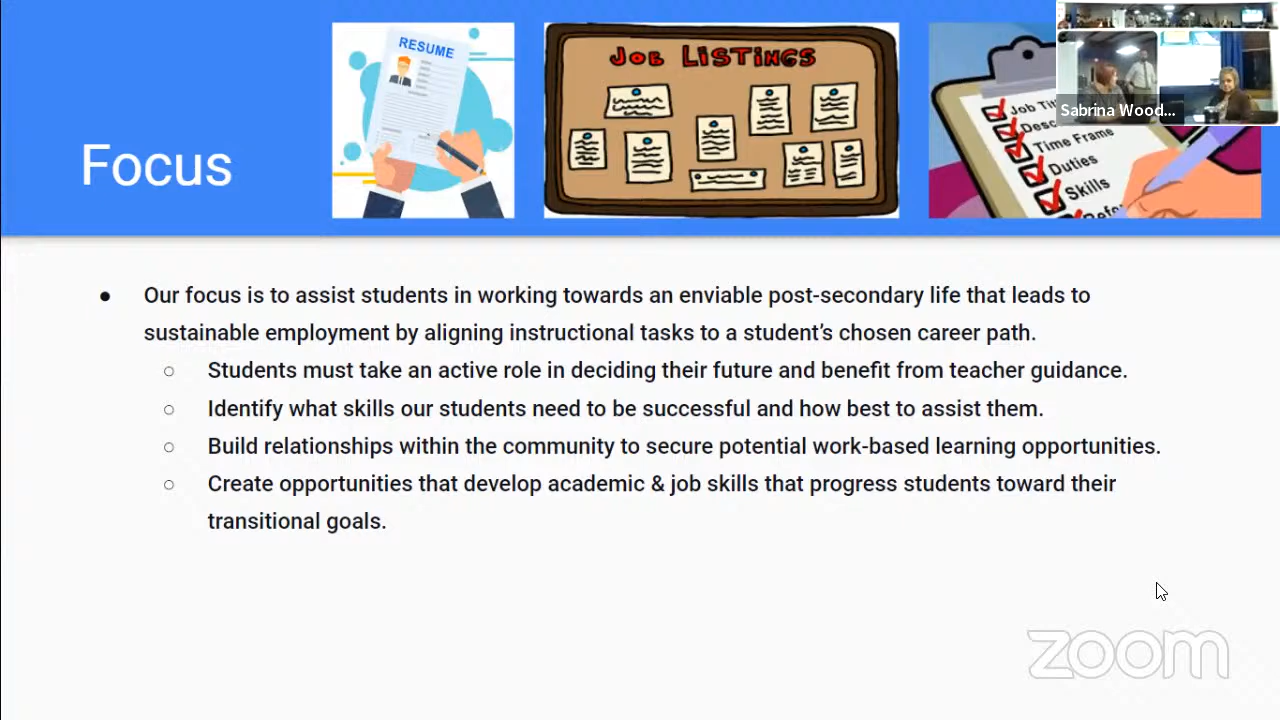 Focus
RESUME
JOB LISTINGS
Job
Time Frame
Duties
Skills
Sabrina Wood...
● Our focus is to assist students in working towards an enviable post-secondary life that leads to
sustainable employment by aligning instructional tasks to a student’s chosen career path.
○ Students must take an active role in deciding their future and benefit from teacher guidance.
○ Identify what skills our students need to be successful and how best to assist them.
○ Build relationships within the community to secure potential work-based learning opportunities.
○ Create opportunities that develop academic & job skills that progress students toward their
transitional goals.
zoom